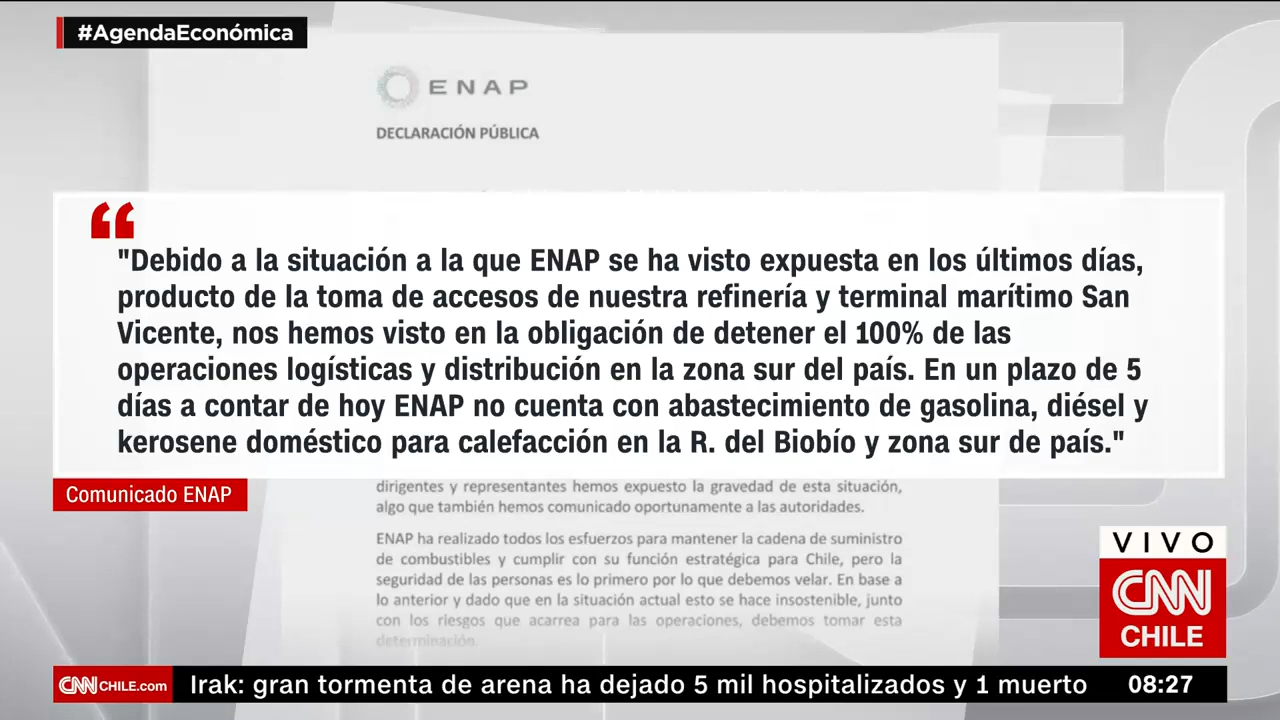 #AgendaEconómica
ENAP
DECLARACIÓN PÚBLICA
"Debido a la situación a la que ENAP se ha visto expuesta en los últimos días,
producto de la toma de accesos de nuestra refinería y terminal marítimo San
Vicente, nos hemos visto en la obligación de detener el 100% de las
operaciones logísticas y distribución en la zona sur del país. En un plazo de 5
días a contar de hoy ENAP no cuenta con abastecimiento de gasolina, diésel y
kerosene doméstico para calefacción en la R. del Biobío y zona sur de país."
Comunicado ENAP
dirigentes y representantes hemos expuesto la gravedad de esta situación,
algo que también hemos comunicado oportunamente a las autoridades.
ENAP ha realizado todos los esfuerzos para mantener la cadena de suministro
de combustibles y cumplir con su función estratégica para Chile, pero la
seguridad de las personas es lo primero por lo que debemos velar. En base a
lo anterior y dado que en la situación actual esto se hace insostenible, junto
con los riesgos que acarrea para las operaciones, debemos tomar esta
determinación.
VIVO
CNN
CHILE
CNNCHILE.com
Irak: gran tormenta de arena ha dejado 5 mil hospitalizados y 1 muerto
08:27